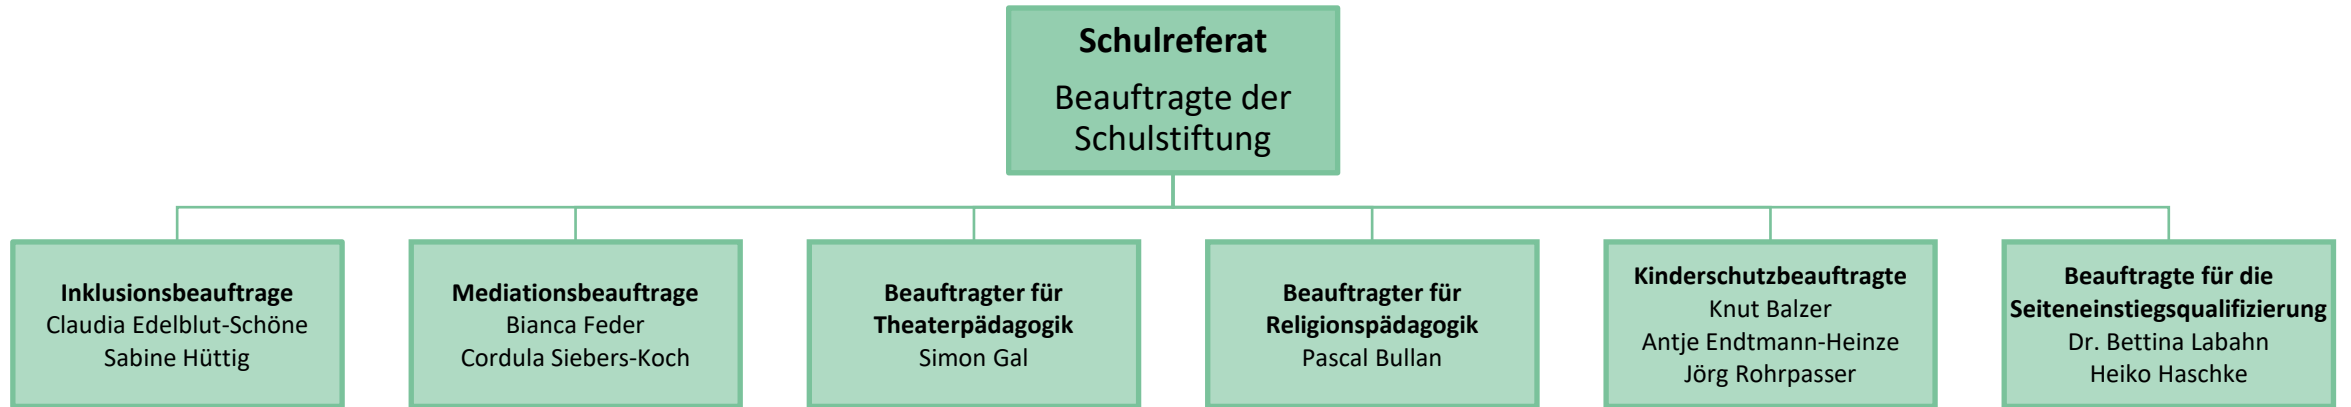 Schulreferat
Beauftragte der
Schulstiftung
Inklusionsbeauftrage
Claudia Edelblut-Schöne
Sabine Hüttig
Mediationsbeauftrage
Bianca Feder
Cordula Siebers-Koch
Beauftragter für
Theaterpädagogik
Simon Gal
Beauftragter für
Religionspädagogik
Pascal Bullan
Kinderschutzbeauftragte
Knut Balzer
Antje Endtmann-Heinze
Jörg Rohrpasser
Beauftragte für die
Seiteneinstiegsqualifizierung
Dr. Bettina Labahn
Heiko Haschke